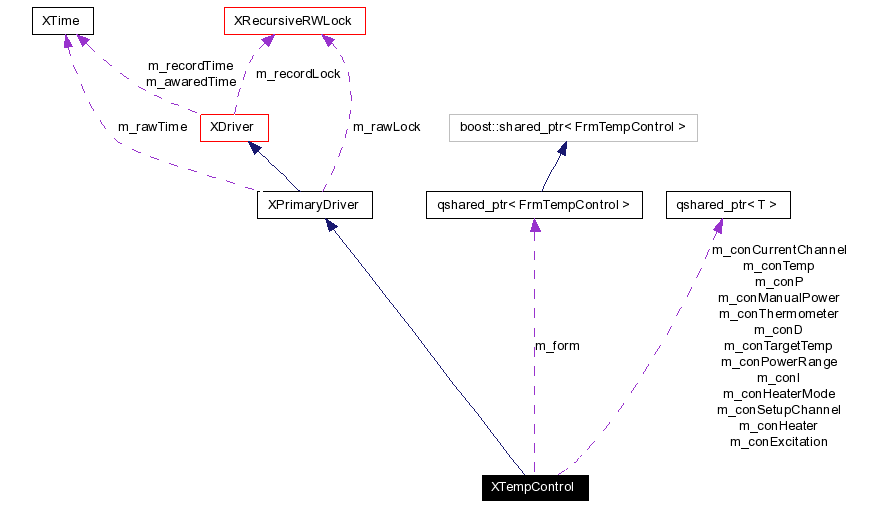 XTime
XRecursiveRWLock
m_recordTime
m_awaredTime
m_recordLock
m_rawTime
XDriver
m_rawLock
boost::shared_ptr< FrmTempControl >
XPrimaryDriver
qshared_ptr< FrmTempControl >
qshared_ptr< T >
m_conCurrentChannel
m_conTemp
m_conP
m_conManualPower
m_conThermometer
m_conD
m_conTargetTemp
m_conPowerRange
m_conI
m_conHeaterMode
m_conSetupChannel
m_conHeater
m_conExcitation
m_form
XTempControl